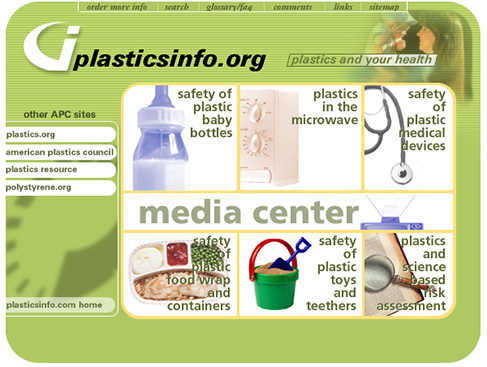 order more info search glossary/faq comments links sitemap
plasticsinfo.org
plastics and your health
other APC sites
plastics.org
american plastics council
plastics resource
polystyrene.org
plasticsinfo.com home
safety of
plastic
baby
bottles
plastics
in the
microwave
safety
of
plastic
medical
devices
media center
safety
of
plastic
food wrap
and
containers
safety
of
plastic
toys
and
teethers
plastics
and
science
based
risk
assessment